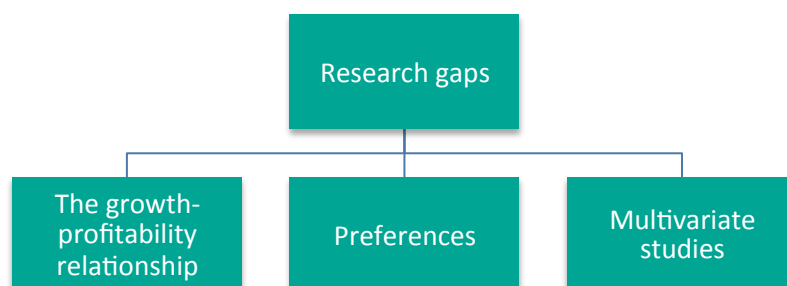 Research gaps
The growth-
profitability
relationship
Preferences
Multivariate
studies